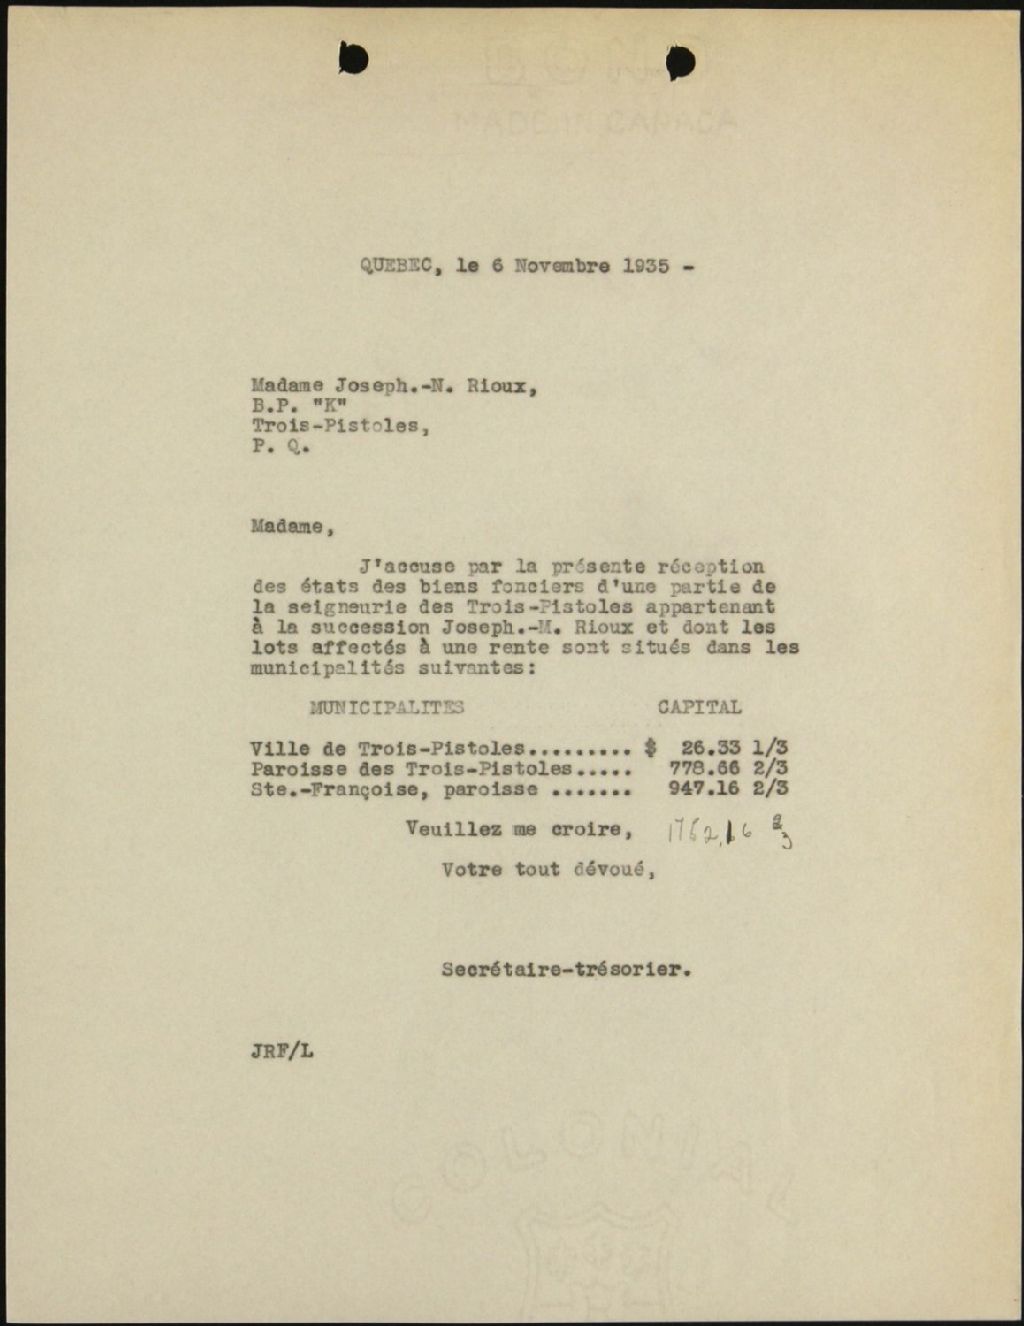 QUEBEC, le 6 Novembre 1935 -
Madame Joseph.-N. Rioux,
B.P. "K"
Trois-Pistoles,
P. Q.
Madame,
J'accuse par la présente réception
des états des biens fonciers d'une partie de
la seigneurie des Trois-Pistoles appartenant
à la succession Joseph.-M. Rioux et dont les
lots affectés à une rente sont situés dans les
municipalités suivantes:
MUNICIPALITES CAPITAL
Ville de Trois-Pistoles......... $ 26.33 1/3
Paroisse des Trois-Pistoles..... 778.66 2/3
Ste.-Françoise, paroisse ....... 947.16 2/3
Veuillez me croire, 1752.16 2/3
Votre tout dévoué,
Secrétaire-trésorier.
JRF/L